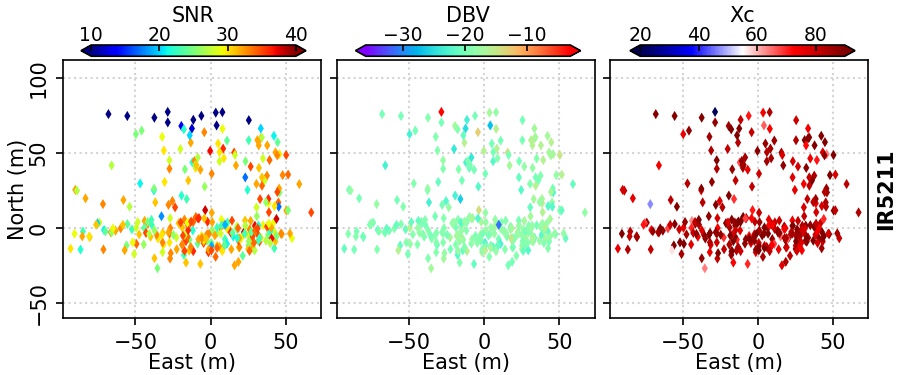 SNR DBV Xc
10 20 30 40 −30 −20 −10 20 40 60 80
100
50
0
−50
North (m)
−50 0 50 −50 0 50 −50 0 50
East (m) East (m) East (m)
IR5211